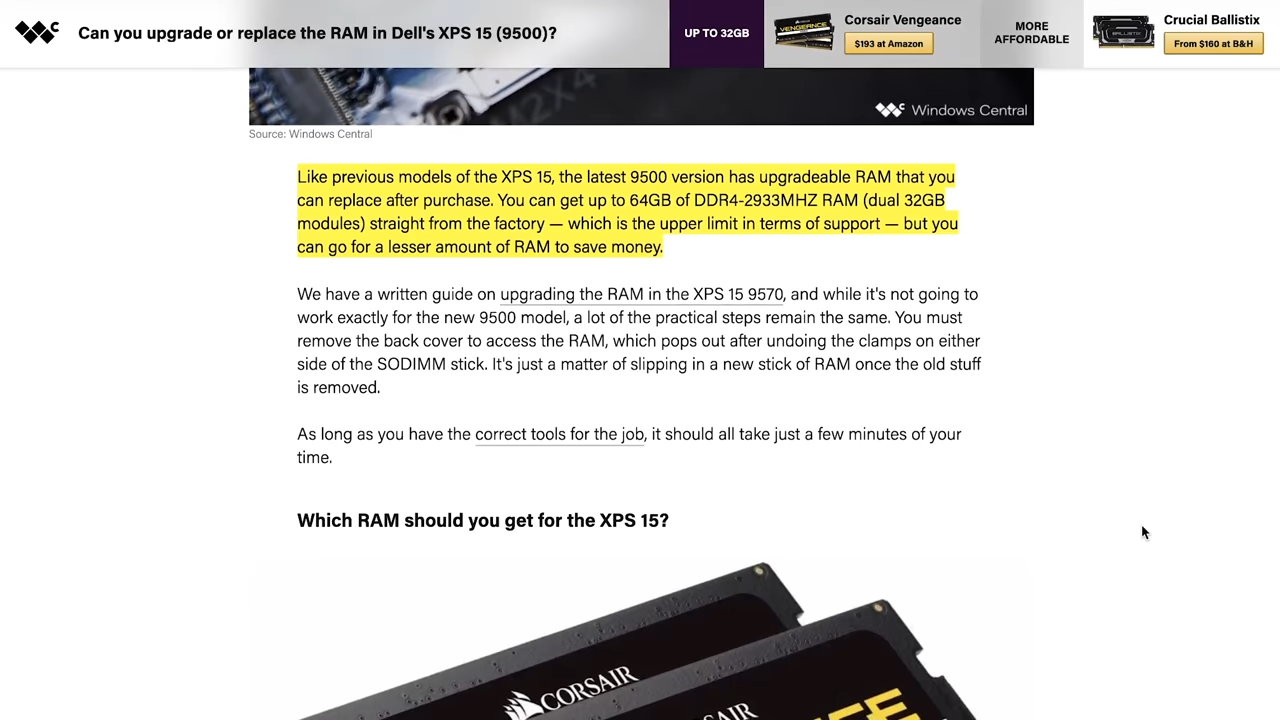 Can you upgrade or replace the RAM in Dell's XPS 15 (9500)?
UP TO 32GB
Corsair Vengeance
$193 at Amazon
MORE
AFFORDABLE
Crucial Ballistix
From $160 at B&H
Windows Central
Source: Windows Central
Like previous models of the XPS 15, the latest 9500 version has upgradeable RAM that you
can replace after purchase. You can get up to 64GB of DDR4-2933MHZ RAM (dual 32GB
modules) straight from the factory — which is the upper limit in terms of support — but you
can go for a lesser amount of RAM to save money.
We have a written guide on upgrading the RAM in the XPS 15 9570, and while it's not going to
work exactly for the new 9500 model, a lot of the practical steps remain the same. You must
remove the back cover to access the RAM, which pops out after undoing the clamps on either
side of the SODIMM stick. It's just a matter of slipping in a new stick of RAM once the old stuff
is removed.
As long as you have the correct tools for the job, it should all take just a few minutes of your
time.
Which RAM should you get for the XPS 15?
CORSAIR